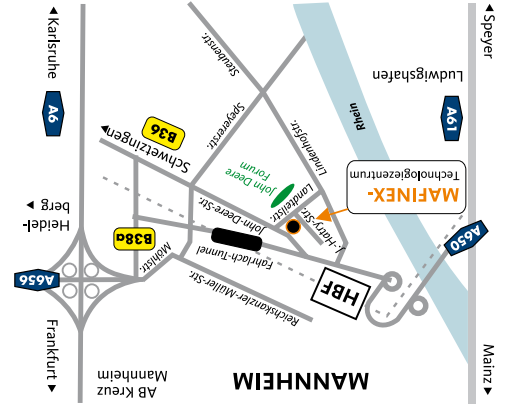 Mainz
MANNHEIM
AB Kreuz
Mannheim
Frankfurt
HBF
Reichskanzler-Müller-Str.
A656
A650
Fahrlach-Tunnel
Möhlstr.
B38a
Heidel-
berg
MAFINEX-
Technologiezentrum
J.-Hatry-Str.
Landteilstr.
John-Deere-Str.
John Deere
Forum
Schwetzingen
B36
Lindenhofstr.
Speyererstr.
Steubenstr.
Rhein
A61
A6
Ludwigshafen
Speyer
Karlsruhe